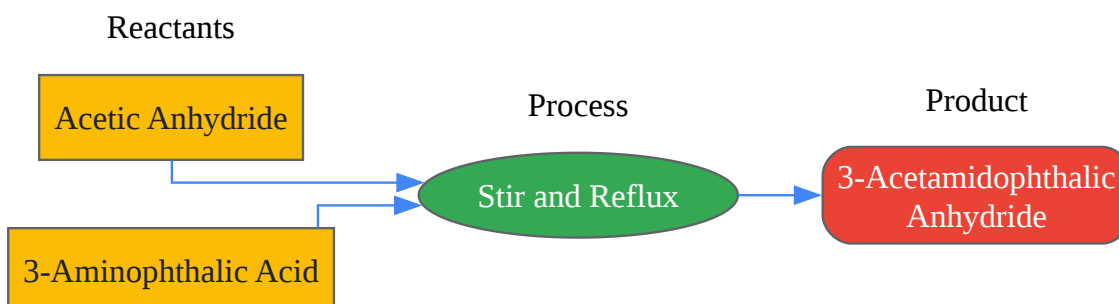 Reactants
Acetic Anhydride
3-Aminophthalic Acid
Process
Stir and Reflux
Product
3-Acetamidophthalic
Anhydride